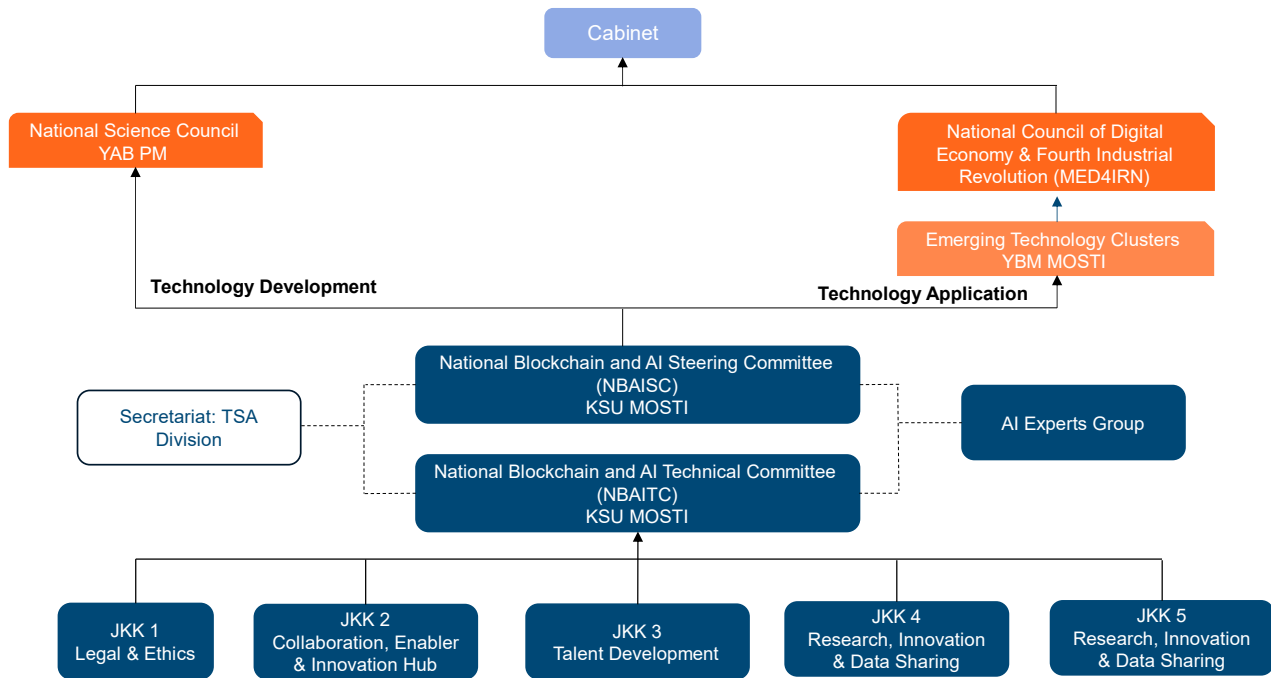 Cabinet
National Science Council
YAB PM
National Council of Digital
Economy & Fourth Industrial
Revolution (MED4IRN)
Emerging Technology Clusters
YBM MOSTI
Technology Development
Technology Application
National Blockchain and AI Steering Committee
(NBAISC)
KSU MOSTI
Secretariat: TSA
Division
AI Experts Group
National Blockchain and AI Technical Committee
(NBAITC)
KSU MOSTI
JKK 1
Legal & Ethics
JKK 2
Collaboration, Enabler
& Innovation Hub
JKK 3
Talent Development
JKK 4
Research, Innovation
& Data Sharing
JKK 5
Research, Innovation
& Data Sharing